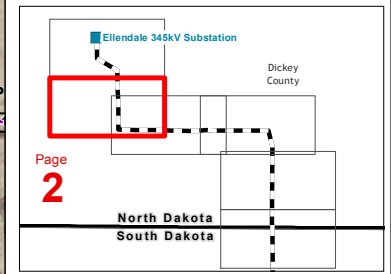 Ellendale 345kV Substation
Dickey
County
Page
2
North Dakota
South Dakota